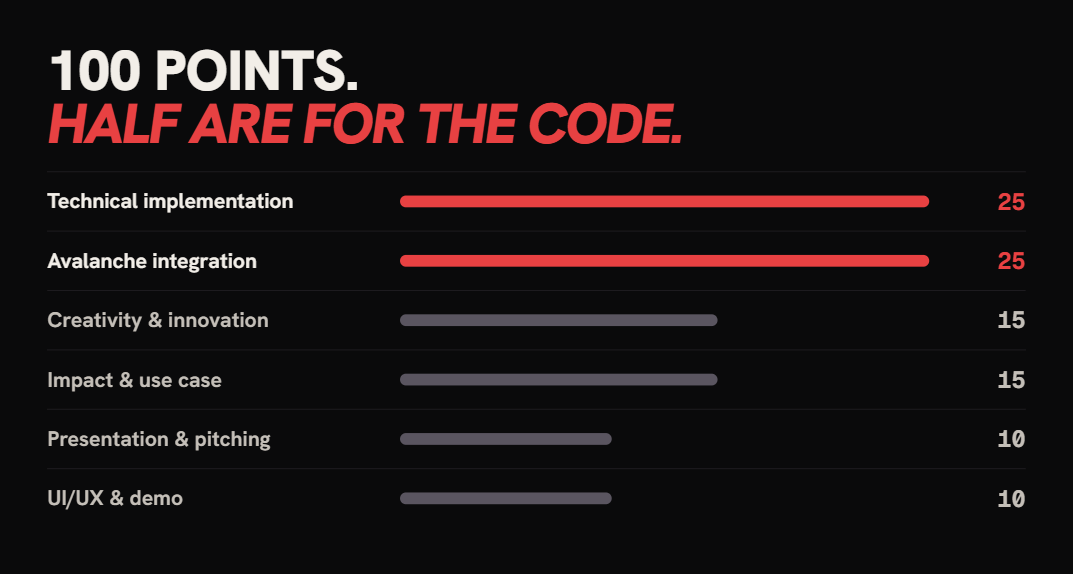 100 POINTS.
HALF ARE FOR THE CODE.
Technical implementation 25
Avalanche integration 25
Creativity & innovation 15
Impact & use case 15
Presentation & pitching 10
UI/UX & demo 10